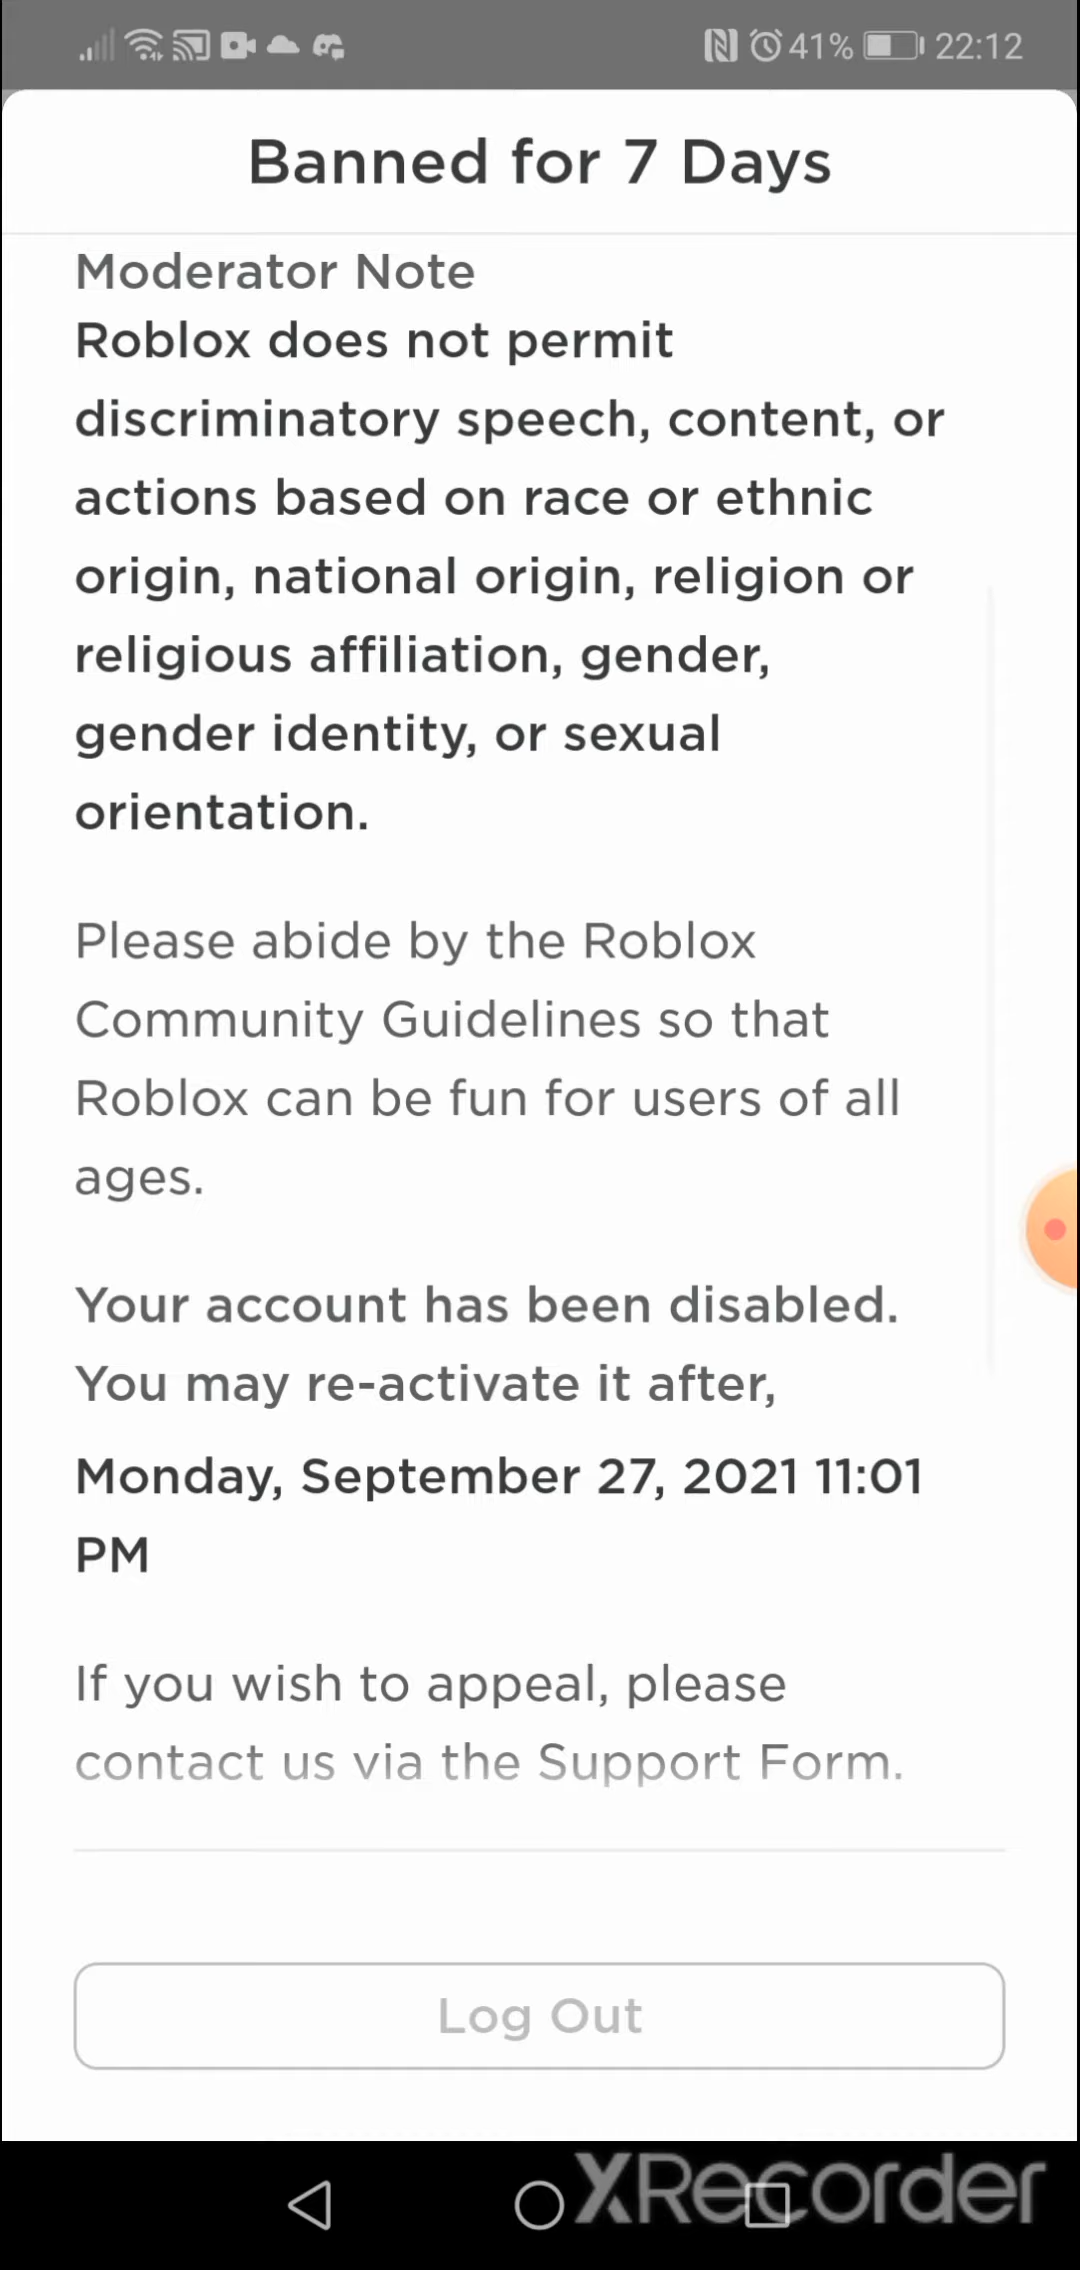 41% 22:12
Banned for 7 Days
Moderator Note
Roblox does not permit
discriminatory speech, content, or
actions based on race or ethnic
origin, national origin, religion or
religious affiliation, gender,
gender identity, or sexual
orientation.
Please abide by the Roblox
Community Guidelines so that
Roblox can be fun for users of all
ages.
Your account has been disabled.
You may re-activate it after,
Monday, September 27, 2021 11:01
PM
If you wish to appeal, please
contact us via the Support Form.
Log Out
XRecorder